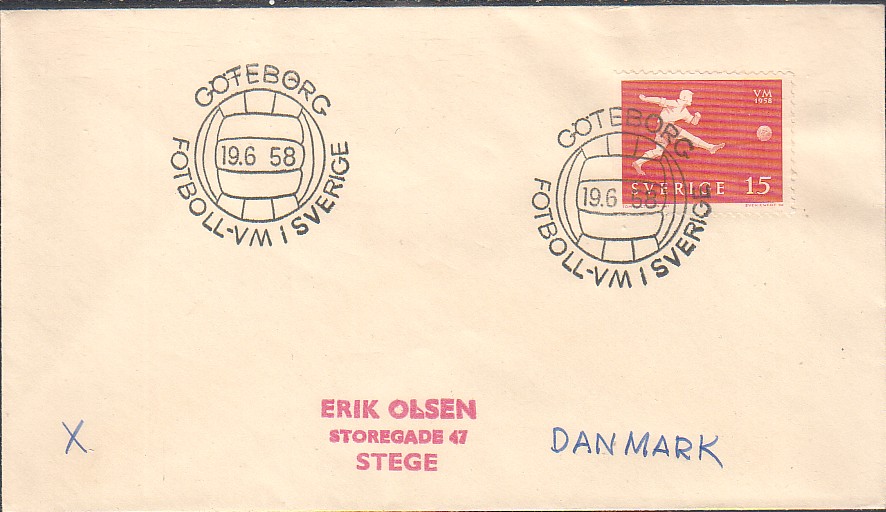 GÖTEBORG
19.6 58
FOTBOLL-VM I SVERIGE
GÖTEBORG
19.6 58
FOTBOLL-VM I SVERIGE
VM
1958
SVERIGE 15
X
ERIK OLSEN
STOREGADE 47
STEGE
DANMARK